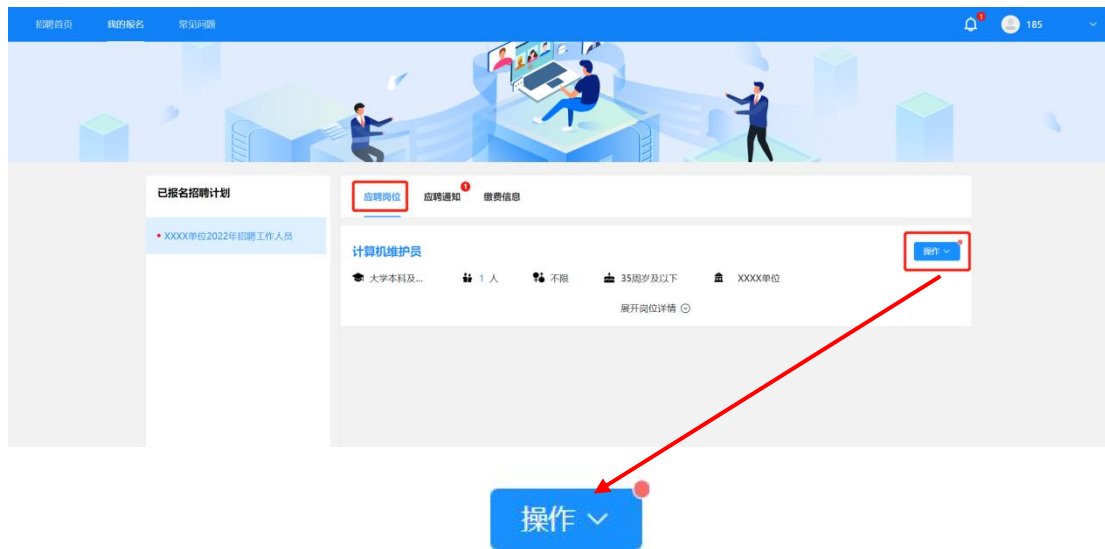 招聘首页 我的报名 常见问题 1 185
已报名招聘计划
应聘岗位 应聘通知 1 缴费信息
XXXX单位2022年招聘工作人员
计算机维护员 操作
大学本科及... 1 人 不限 35周岁及以下 XXXX单位
展开岗位详情
操作